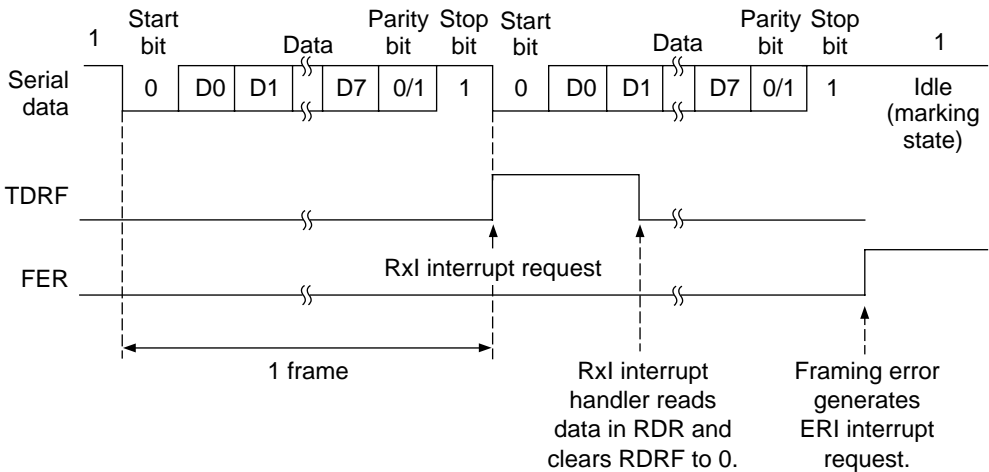 1
Start
bit
Data
Parity
bit
Stop
bit
Start
bit
Data
Parity
bit
Stop
bit
1
Serial
data
0 D0 D1 D7 0/1 1 0 D0 D1 D7 0/1 1
Idle
(marking
state)
TDRF
RxI interrupt request
FER
1 frame
RxI interrupt
handler reads
data in RDR and
clears RDRF to 0.
Framing error
generates
ERI interrupt
request.